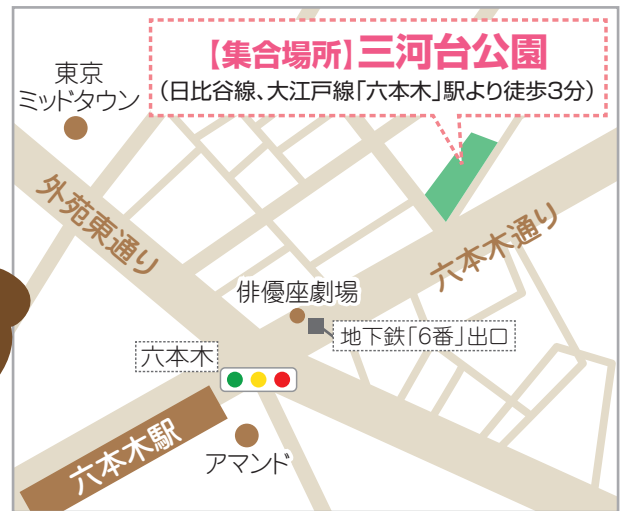 【集合場所】三河台公園
(日比谷線、大江戸線「六本木」駅より徒歩3分)
東京
ミッドタウン
外苑東通り
六本木通り
俳優座劇場
地下鉄「6番」出口
六本木
六本木駅
アマンド